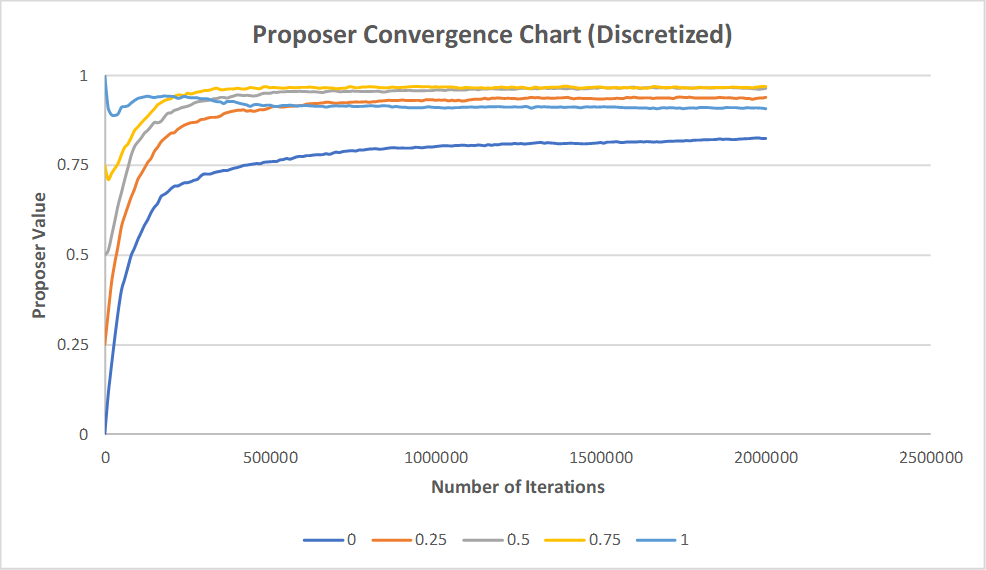 Proposer Convergence Chart (Discretized)
1
0.75
0.5
0.25
0
Proposer Value
0 500000 1000000 1500000 2000000 2500000
Number of Iterations
0 0.25 0.5 0.75 1